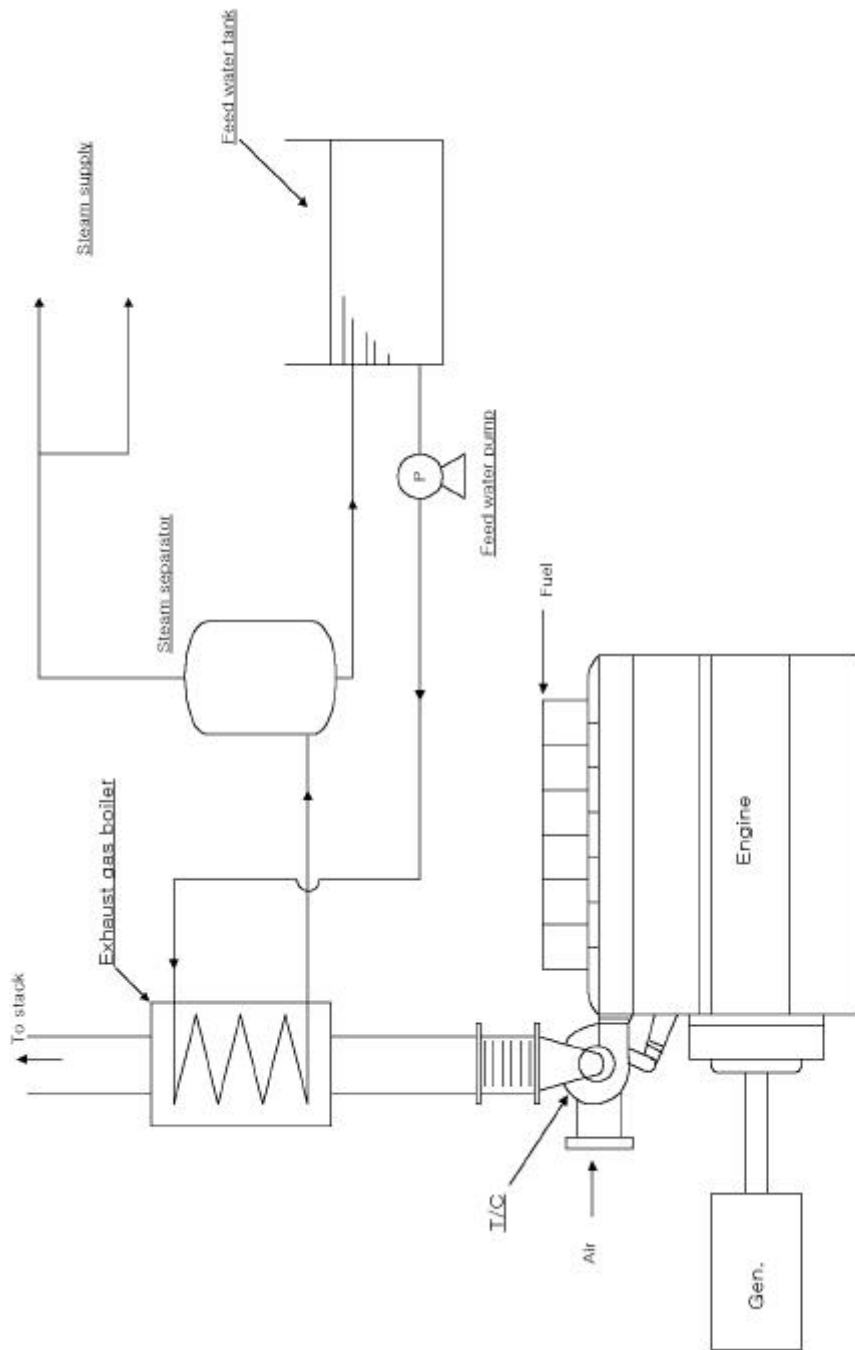 To stack
Exhaust gas boiler
Steam separator
Steam supply
Feed water tank
P
Feed water pump
T/C
Air
Fuel
Engine
Gen.